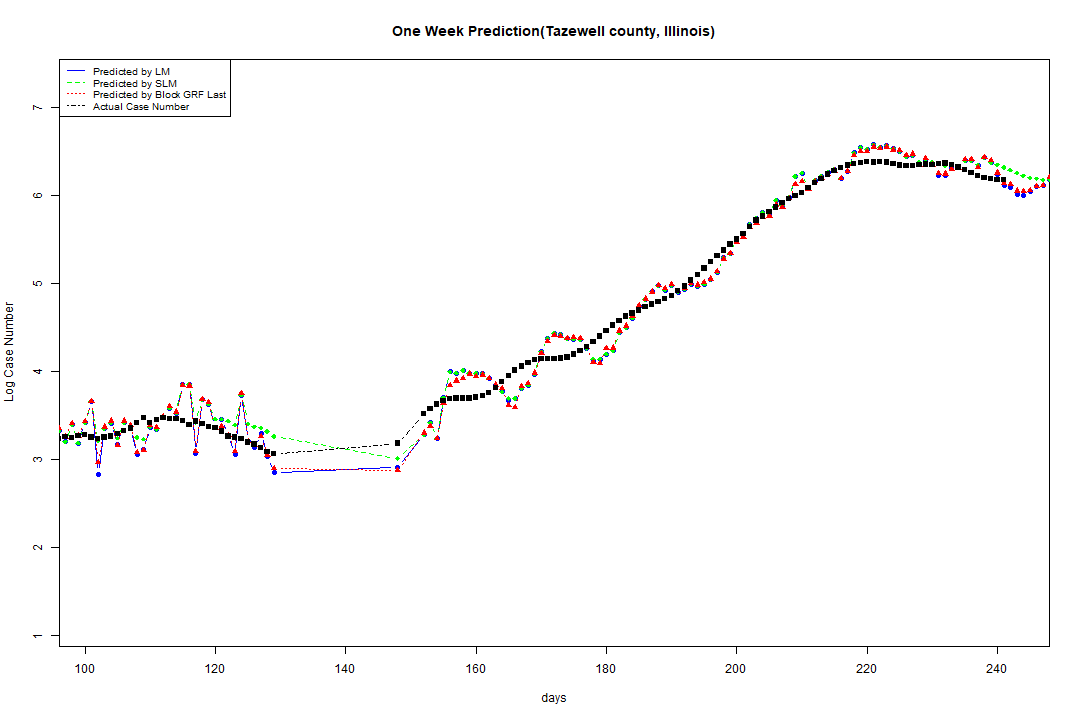 One Week Prediction(Tazewell county, Illinois)
Predicted by LM
Predicted by SLM
Predicted by Block GRF Last
Actual Case Number
7
6
5
4
3
2
1
Log Case Number
100 120 140 160 180 200 220 240
days